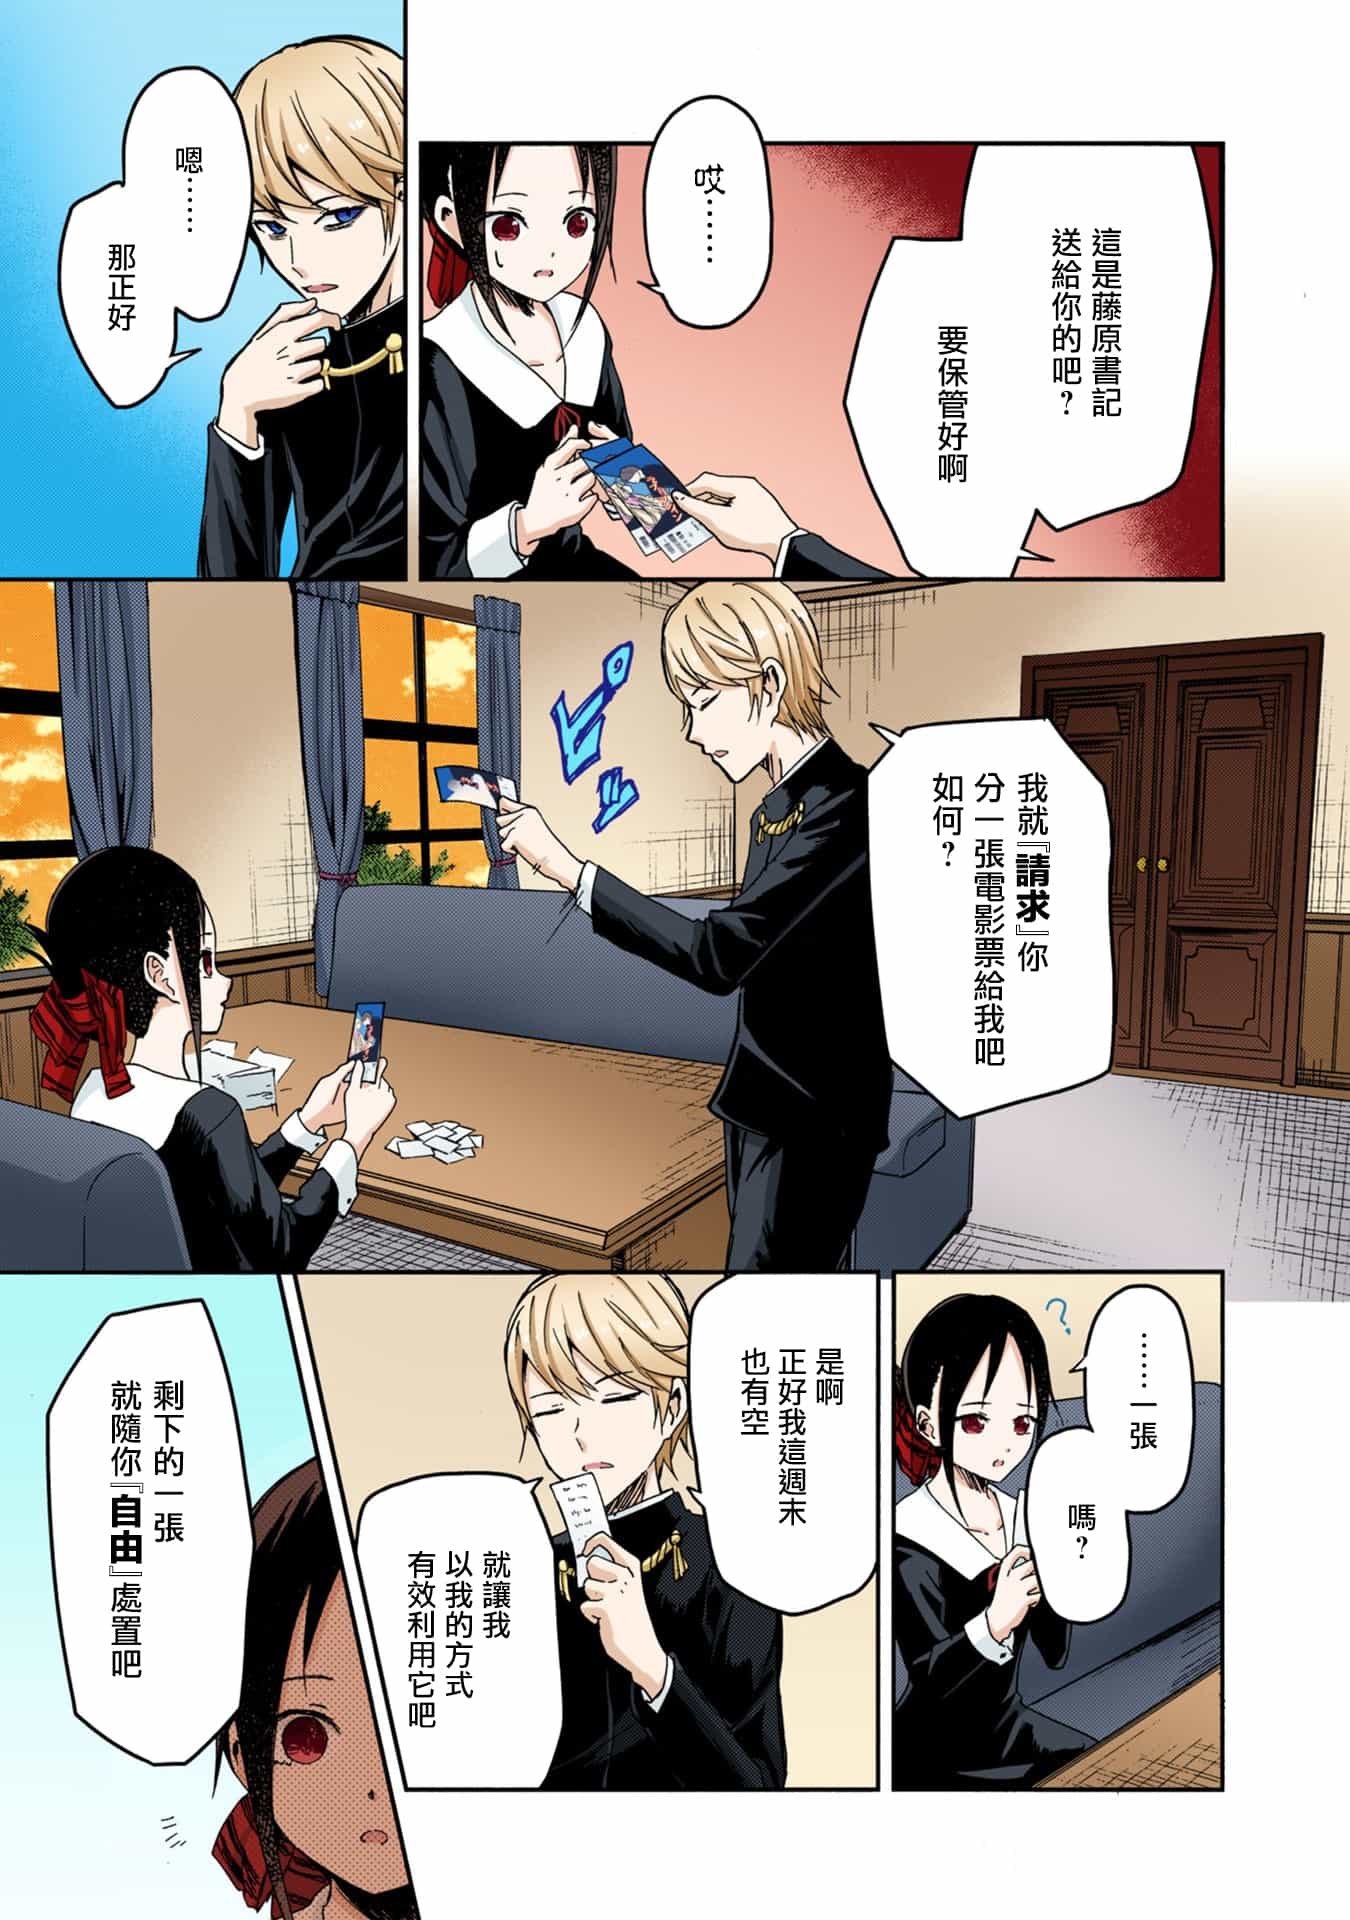 這是藤原書記
送給你的吧?
要保管好啊
哎………
嗯……
那正好
ピッ
我就『請求』你
分一張電影票給我吧
如何?
……一張
嗎?
?
是啊
正好我這週末
也有空
就讓我
以我的方式
有效利用它吧
剩下的一張
就隨你『自由』處置吧